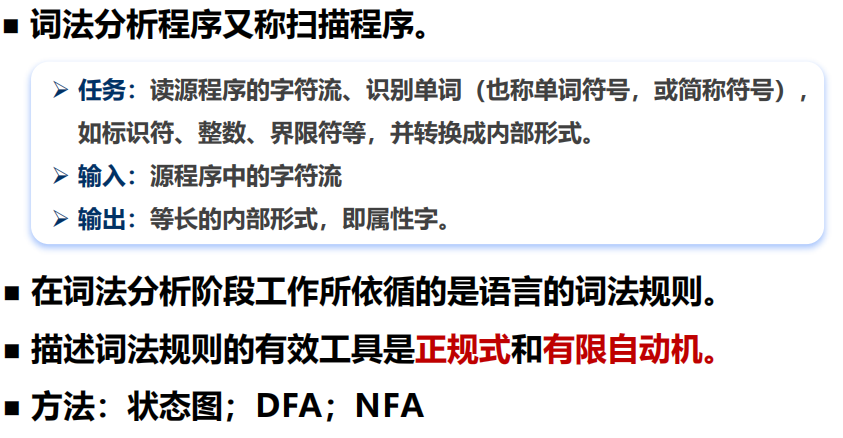 ■ 词法分析程序又称扫描程序。
➢ 任务：读源程序的字符流、识别单词（也称单词符号，或简称符号），
如标识符、整数、界限符等，并转换成内部形式。
➢ 输入：源程序中的字符流
➢ 输出：等长的内部形式，即属性字。
■ 在词法分析阶段工作所依循的是语言的词法规则。
■ 描述词法规则的有效工具是正规式和有限自动机。
■ 方法：状态图；DFA；NFA